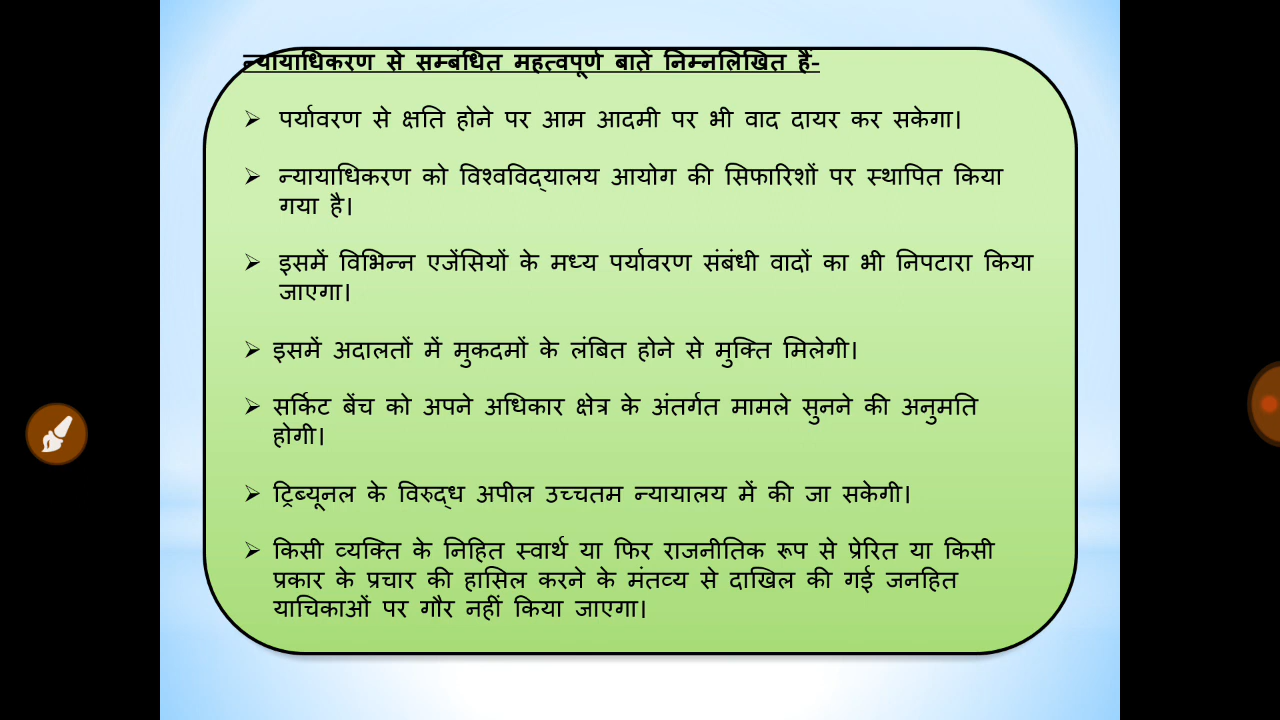 न्यायाधिकरण से सम्बंधित महत्वपूर्ण बातें निम्नलिखित हैं-
➢ पर्यावरण से क्षति होने पर आम आदमी पर भी वाद दायर कर सकेगा।
➢ न्यायाधिकरण को विश्वविद्यालय आयोग की सिफारिशों पर स्थापित किया
गया है।
➢ इसमें विभिन्न एजेंसियों के मध्य पर्यावरण संबंधी वादों का भी निपटारा किया
जाएगा।
➢ इसमें अदालतों में मुकदमों के लंबित होने से मुक्ति मिलेगी।
➢ सर्किट बेंच को अपने अधिकार क्षेत्र के अंतर्गत मामले सुनने की अनुमति
होगी।
➢ ट्रिब्यूनल के विरुद्ध अपील उच्चतम न्यायालय में की जा सकेगी।
➢ किसी व्यक्ति के निहित स्वार्थ या फिर राजनीतिक रूप से प्रेरित या किसी
प्रकार के प्रचार की हासिल करने के मंतव्य से दाखिल की गई जनहित
याचिकाओं पर गौर नहीं किया जाएगा।